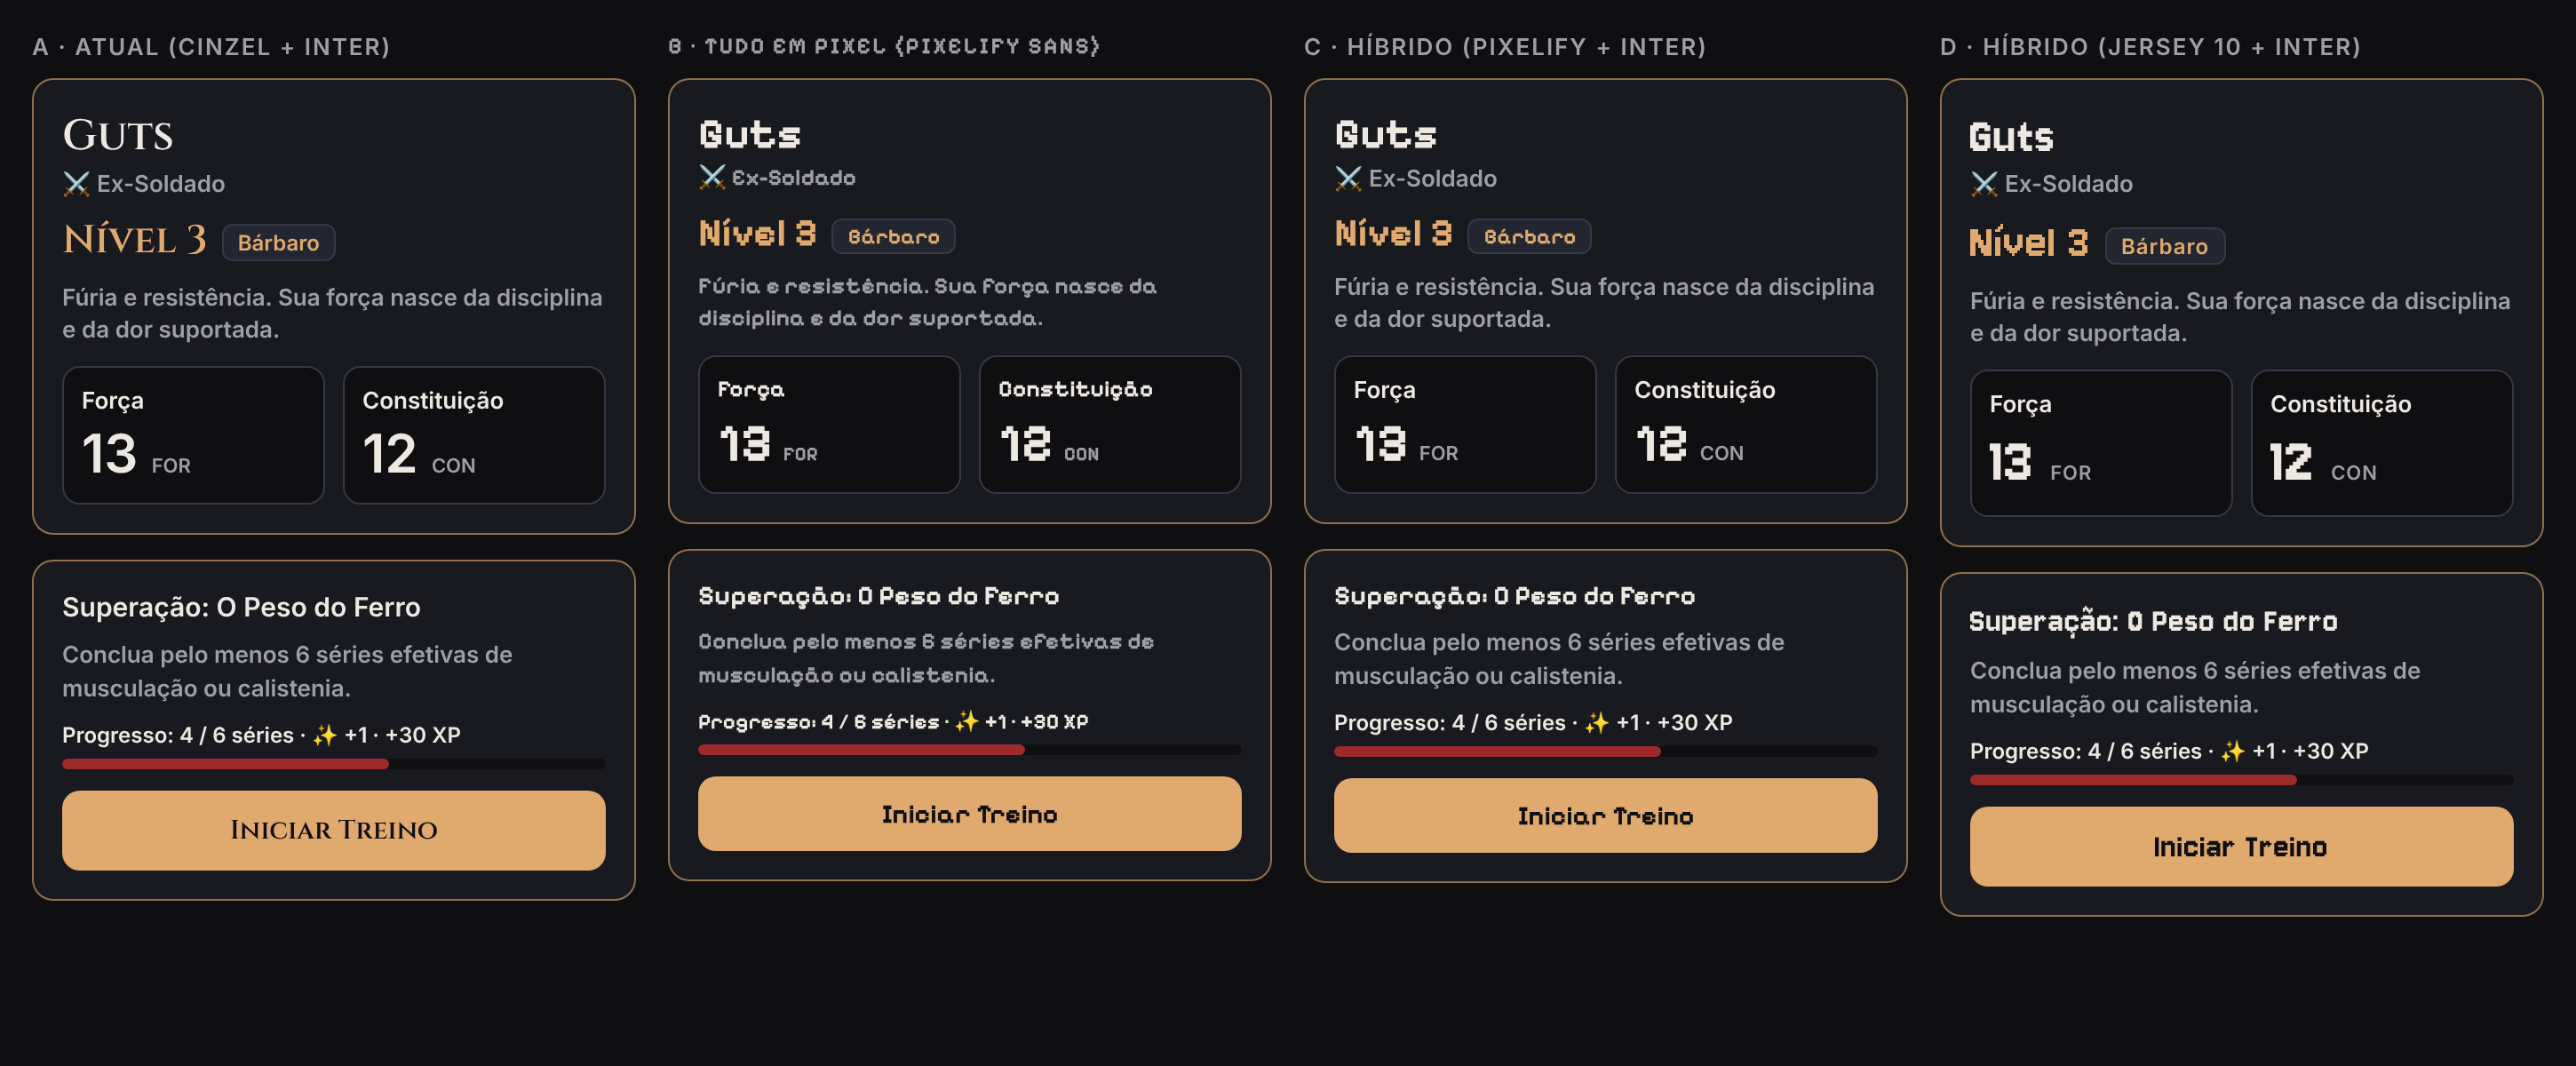 A · ATUAL (CINZEL + INTER)
Guts
⚔️ Ex-Soldado
Nível 3 Bárbaro
Fúria e resistência. Sua força nasce da disciplina
e da dor suportada.
Força
13 FOR
Constituição
12 CON
Superação: O Peso do Ferro
Conclua pelo menos 6 séries efetivas de
musculação ou calistenia.
Progresso: 4 / 6 séries · ✨ +1 · +30 XP
Iniciar Treino
B · TUDO EM PIXEL (PIXELIFY SANS)
Guts
⚔️ Ex-Soldado
Nível 3 Bárbaro
Fúria e resistência. Sua força nasce da
disciplina e da dor suportada.
Força
13 FOR
Constituição
12 CON
Superação: O Peso do Ferro
Conclua pelo menos 6 séries efetivas de
musculação ou calistenia.
Progresso: 4 / 6 séries · ✨ +1 · +30 XP
Iniciar Treino
C · HÍBRIDO (PIXELIFY + INTER)
Guts
⚔️ Ex-Soldado
Nível 3 Bárbaro
Fúria e resistência. Sua força nasce da disciplina
e da dor suportada.
Força
13 FOR
Constituição
12 CON
Superação: O Peso do Ferro
Conclua pelo menos 6 séries efetivas de
musculação ou calistenia.
Progresso: 4 / 6 séries · ✨ +1 · +30 XP
Iniciar Treino
D · HÍBRIDO (JERSEY 10 + INTER)
Guts
⚔️ Ex-Soldado
Nível 3 Bárbaro
Fúria e resistência. Sua força nasce da disciplina
e da dor suportada.
Força
13 FOR
Constituição
12 CON
Superação: O Peso do Ferro
Conclua pelo menos 6 séries efetivas de
musculação ou calistenia.
Progresso: 4 / 6 séries · ✨ +1 · +30 XP
Iniciar Treino